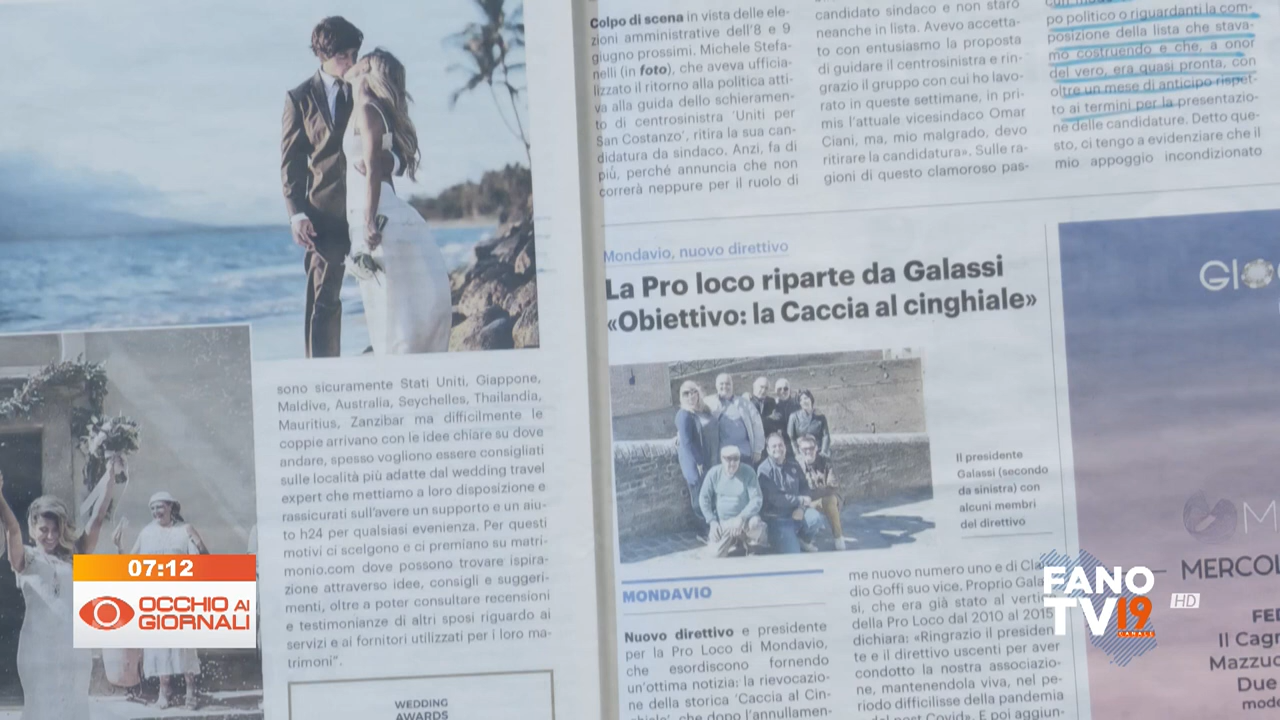 sono sicuramente Stati Uniti, Giappone,
Maldive, Australia, Seychelles, Thailandia,
Mauritius, Zanzibar ma difficilmente le
coppie arrivano con le idee chiare su dove
andare, spesso vogliono essere consigliati
sulle località più adatte dal wedding travel
expert che mettiamo a loro disposizione e
rassicurati sull'avere un supporto e un aiu-
to h24 per qualsiasi evenienza. Per questi
motivi ci scelgono e ci premiano su matri-
monio.com dove possono trovare ispira-
zione attraverso idee, consigli e suggeri-
menti, oltre a poter consultare recensioni
e testimonianze di altri sposi riguardo ai
servizi e ai fornitori utilizzati per i loro ma-
trimoni”.
WEDDING
AWARDS
Colpo di scena in vista delle ele-
zioni amministrative dell'8 e 9
giugno prossimi. Michele Stefa-
nelli (in foto), che aveva ufficia-
lizzato il ritorno alla politica atti-
va alla guida dello schieramen-
to di centrosinistra 'Uniti per
San Costanzo', ritira la sua can-
didatura da sindaco. Anzi, fa di
più, perché annuncia che non
correrà neppure per il ruolo di
candidato sindaco e non starò
neanche in lista. Avevo accetta-
to con entusiasmo la proposta
di guidare il centrosinistra e rin-
grazio il gruppo con cui ho lavo-
rato in queste settimane, in pri-
mis l'attuale vicesindaco Omar
Ciani, ma, mio malgrado, devo
ritirare la candidatura». Sulle ra-
gioni di questo clamoroso pas-
po politico o riguardanti la com-
posizione della lista che stava-
mo costruendo e che, a onor
del vero, era quasi pronta, con
oltre un mese di anticipo rispet-
to ai termini per la presentazio-
ne delle candidature. Detto que-
sto, ci tengo a evidenziare che il
mio appoggio incondizionato
Mondavio, nuovo direttivo
La Pro loco riparte da Galassi
«Obiettivo: la Caccia al cinghiale»
Il presidente
Galassi (secondo
da sinistra) con
alcuni membri
del direttivo
MONDAVIO
Nuovo direttivo e presidente
per la Pro Loco di Mondavio,
che esordiscono fornendo
un'ottima notizia: la rievocazio-
ne della storica 'Caccia al Cin-
ghiale', che dopo l'annullamen-
me nuovo numero uno e di Cla
dio Goffi suo vice. Proprio Gala
si, che era già stato al vertic
della Pro Loco dal 2010 al 2015
dichiara: «Ringrazio il presiden
te e il direttivo uscenti per aver
condotto la nostra associazio-
ne, mantenendola viva, nel pe-
riodo difficilisse della pandemia
del post Covid». E poi aggiun-
GIO
M
MERCOL
FED
Il Cagn
Mazzuc
Due
mode
07:12
OCCHIO AI
GIORNALI
FANO
TV19
CANALE
HD